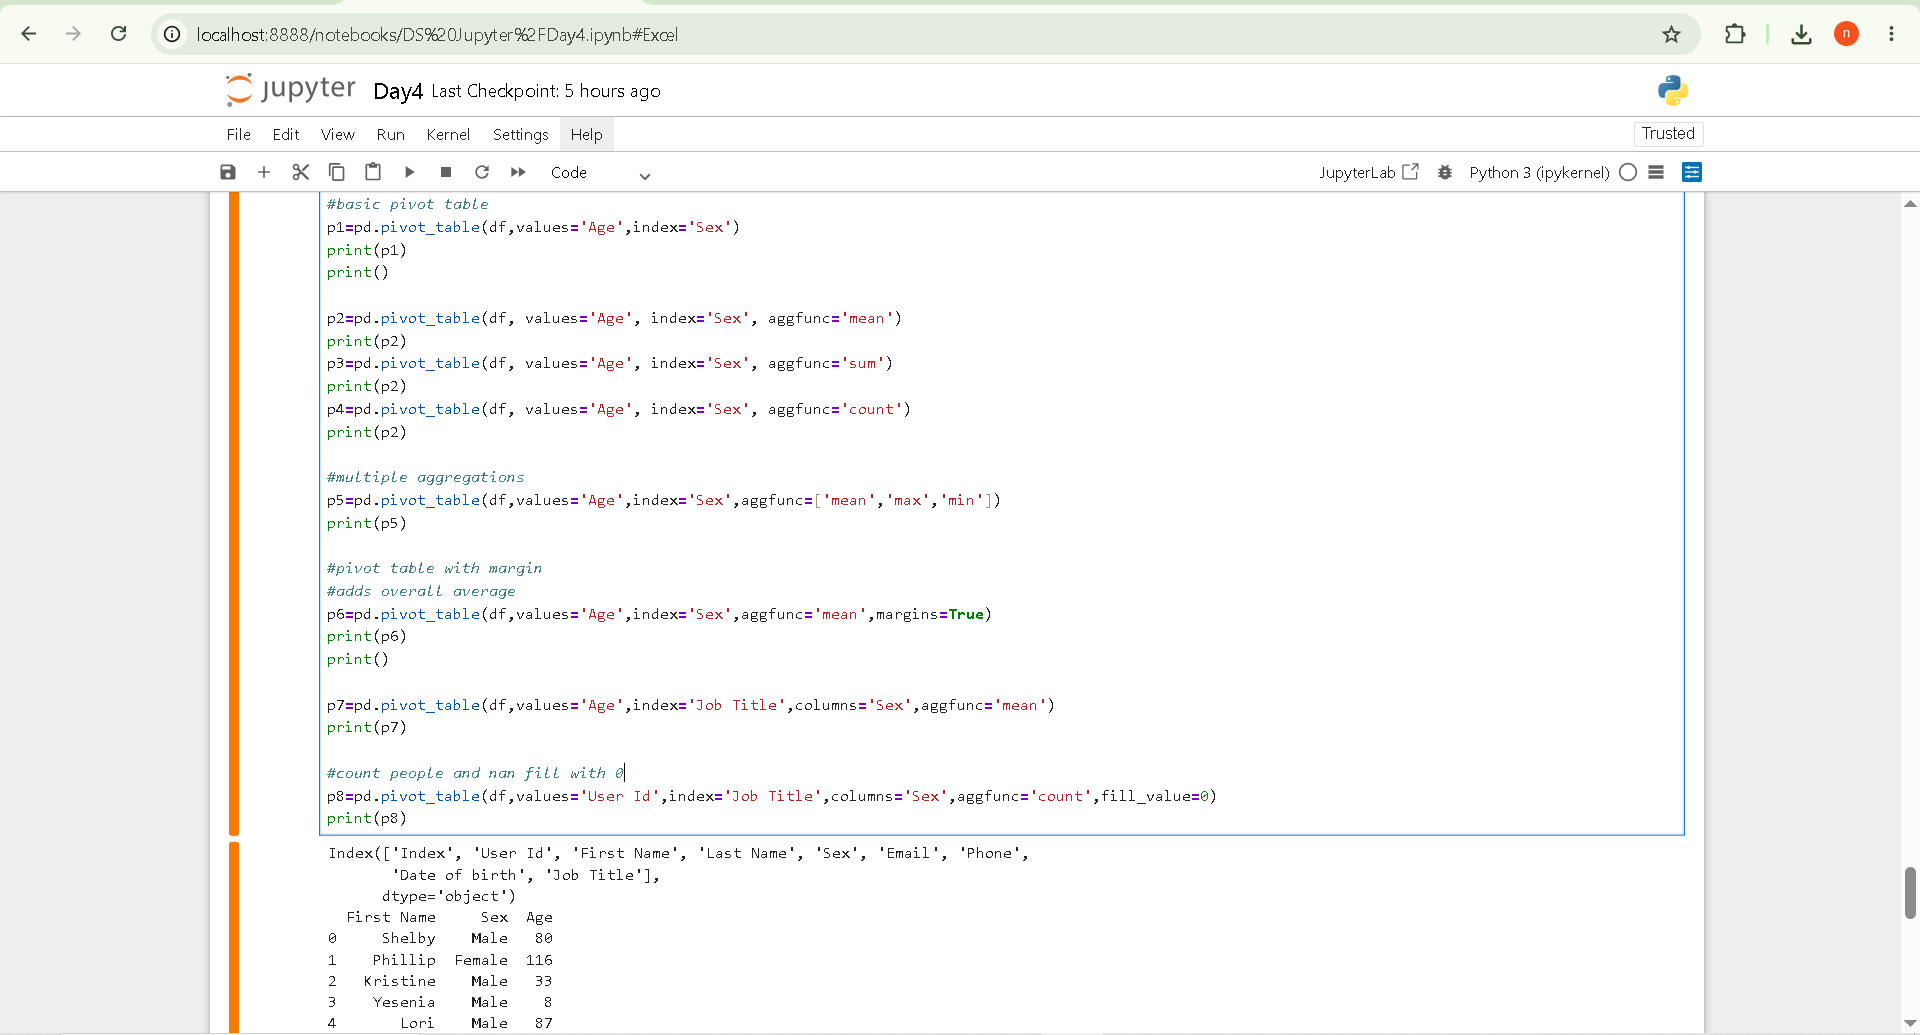 localhost:8888/notebooks/DS%20Jupyter%2FDay4.ipynb#Excel
n
jupyter Day4 Last Checkpoint: 5 hours ago
File Edit View Run Kernel Settings Help
Trusted
Code
JupyterLab
Python 3 (ipykernel)
#basic pivot table
p1=pd.pivot_table(df,values='Age',index='Sex')
print(p1)
print()
p2=pd.pivot_table(df, values='Age', index='Sex', aggfunc='mean')
print(p2)
p3=pd.pivot_table(df, values='Age', index='Sex', aggfunc='sum')
print(p2)
p4=pd.pivot_table(df, values='Age', index='Sex', aggfunc='count')
print(p2)
#multiple aggregations
p5=pd.pivot_table(df,values='Age',index='Sex',aggfunc=['mean','max','min'])
print(p5)
#pivot table with margin
#adds overall average
p6=pd.pivot_table(df,values='Age',index='Sex',aggfunc='mean',margins=True)
print(p6)
print()
p7=pd.pivot_table(df,values='Age',index='Job Title',columns='Sex',aggfunc='mean')
print(p7)
#count people and nan fill with 0
p8=pd.pivot_table(df,values='User Id',index='Job Title',columns='Sex',aggfunc='count',fill_value=0)
print(p8)
Index(['Index', 'User Id', 'First Name', 'Last Name', 'Sex', 'Email', 'Phone',
'Date of birth', 'Job Title'],
dtype='object')
First Name Sex Age
0 Shelby Male 80
1 Phillip Female 116
2 Kristine Male 33
3 Yesenia Male 8
4 Lori Male 87